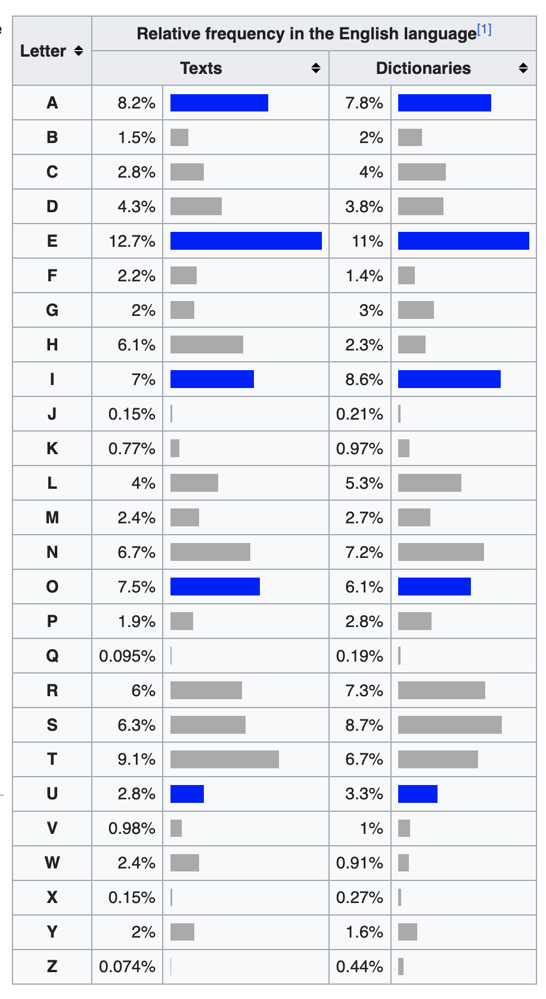 Letter Relative frequency in the English language[1]
Texts Dictionaries
A 8.2% 7.8%
B 1.5% 2%
C 2.8% 4%
D 4.3% 3.8%
E 12.7% 11%
F 2.2% 1.4%
G 2% 3%
H 6.1% 2.3%
I 7% 8.6%
J 0.15% 0.21%
K 0.77% 0.97%
L 4% 5.3%
M 2.4% 2.7%
N 6.7% 7.2%
O 7.5% 6.1%
P 1.9% 2.8%
Q 0.095% 0.19%
R 6% 7.3%
S 6.3% 8.7%
T 9.1% 6.7%
U 2.8% 3.3%
V 0.98% 1%
W 2.4% 0.91%
X 0.15% 0.27%
Y 2% 1.6%
Z 0.074% 0.44%